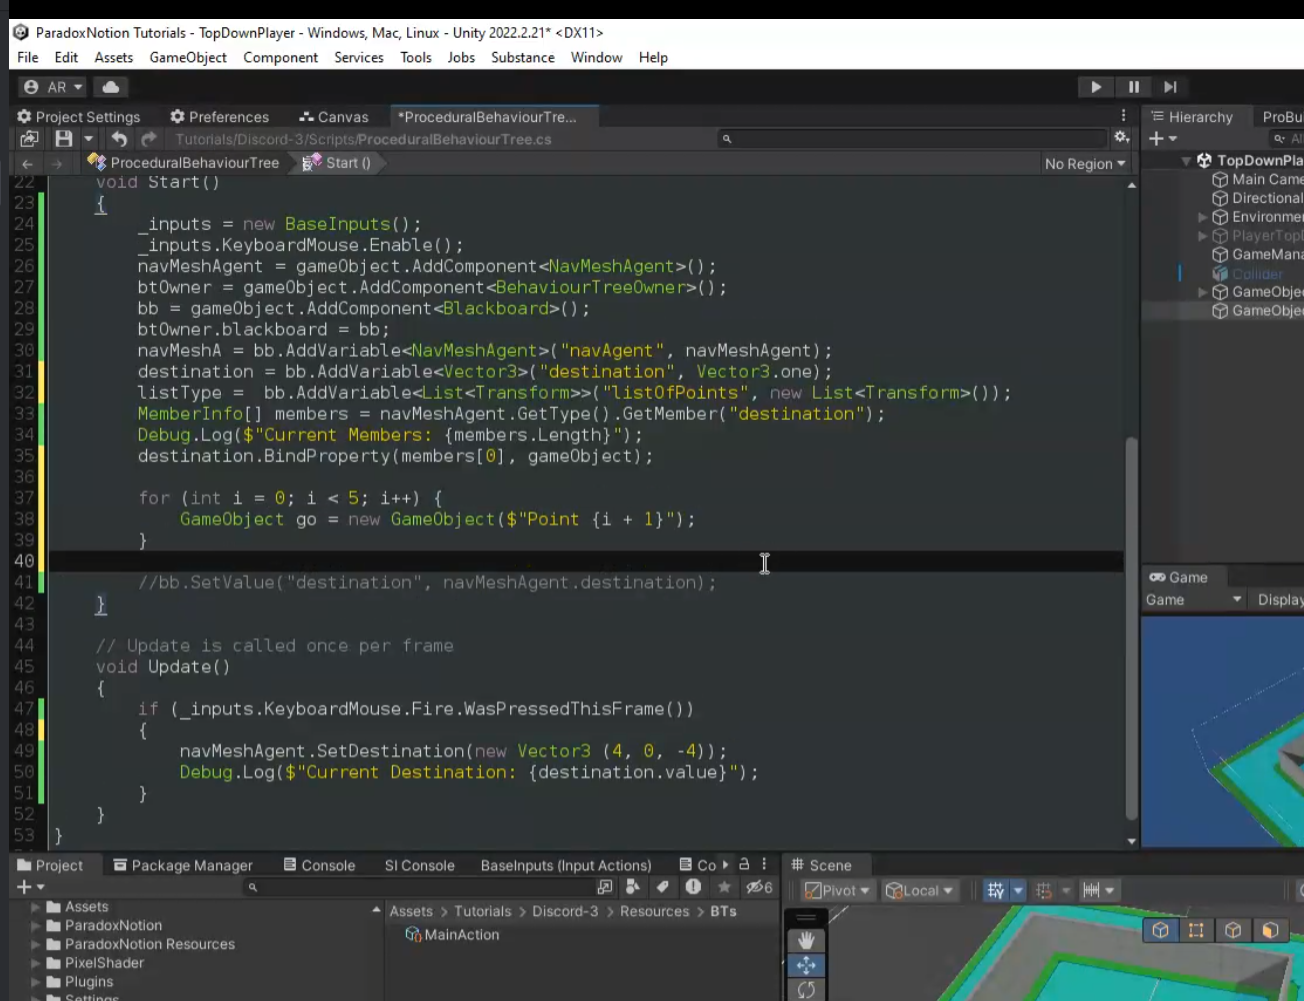 ParadoxNotion Tutorials - TopDownPlayer - Windows, Mac, Linux - Unity 2022.2.21* <DX11>
File Edit Assets GameObject Component Services Tools Jobs Substance Window Help
AR
Project Settings Preferences Canvas *ProceduralBehaviourTre...
Tutorials/Discord-3/Scripts/ProceduralBehaviourTree.cs
ProceduralBehaviourTree Start () No Region
22 void Start()
23 {
24 _inputs = new BaseInputs();
25 _inputs.KeyboardMouse.Enable();
26 navMeshAgent = gameObject.AddComponent<NavMeshAgent>();
27 btOwner = gameObject.AddComponent<BehaviourTreeOwner>();
28 bb = gameObject.AddComponent<Blackboard>();
29 btOwner.blackboard = bb;
30 navMeshA = bb.AddVariable<NavMeshAgent>("navAgent", navMeshAgent);
31 destination = bb.AddVariable<Vector3>("destination", Vector3.one);
32 listType =  bb.AddVariable<List<Transform>>("listOfPoints", new List<Transform>());
33 MemberInfo[] members = navMeshAgent.GetType().GetMember("destination");
34 Debug.Log($"Current Members: {members.Length}");
35 destination.BindProperty(members[0], gameObject);
36
37 for (int i = 0; i < 5; i++) {
38 GameObject go = new GameObject($"Point {i + 1}");
39 }
40
41 //bb.SetValue("destination", navMeshAgent.destination);
42 }
43
44 // Update is called once per frame
45 void Update()
46 {
47 if (_inputs.KeyboardMouse.Fire.WasPressedThisFrame())
48 {
49 navMeshAgent.SetDestination(new Vector3 (4, 0, -4));
50 Debug.Log($"Current Destination: {destination.value}");
51 }
52 }
53 }
Hierarchy ProBu
All
TopDownPla
Main Came
Directional
Environme
PlayerTopD
GameMana
Collider
GameObje
GameObje
Game
Game Display
Project Package Manager Console SI Console BaseInputs (Input Actions) Co
6
Assets
ParadoxNotion
ParadoxNotion Resources
PixelShader
Plugins
Settings
Assets > Tutorials > Discord-3 > Resources > BTs
MainAction
Scene
Pivot Local